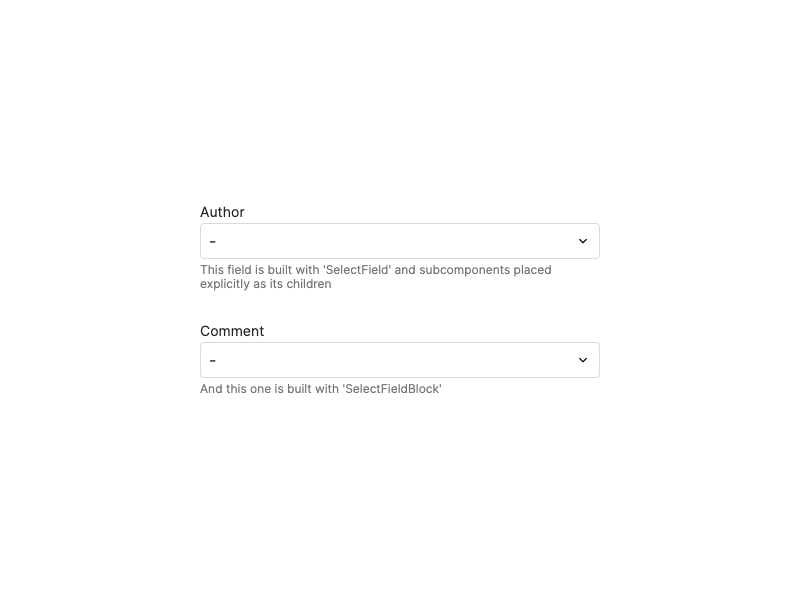 Author
-
This field is built with 'SelectField' and subcomponents placed
explicitly as its children
Comment
-
And this one is built with 'SelectFieldBlock'